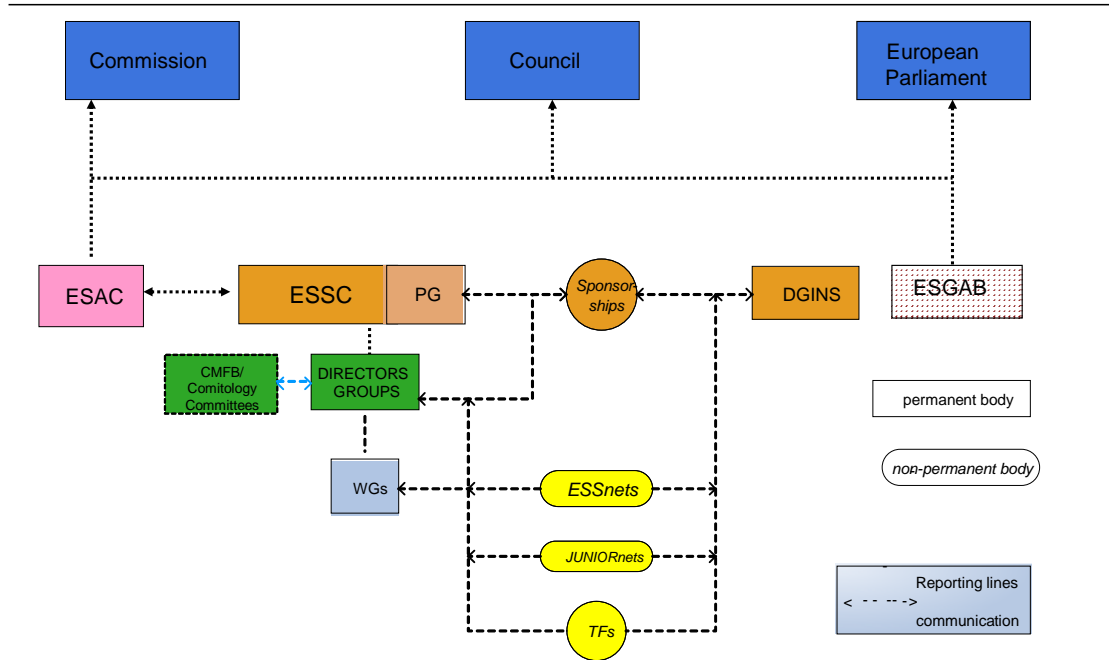 Commission
Council
European
Parliament
ESAC
ESSC
PG
Sponsor-
ships
DGINS
ESGAB
CMFB/
Comitology
Committees
DIRECTORS
GROUPS
permanent body
WGs
ESSnets
non-permanent body
JUNIORnets
Reporting lines
< - - -- ->
communication
TFs